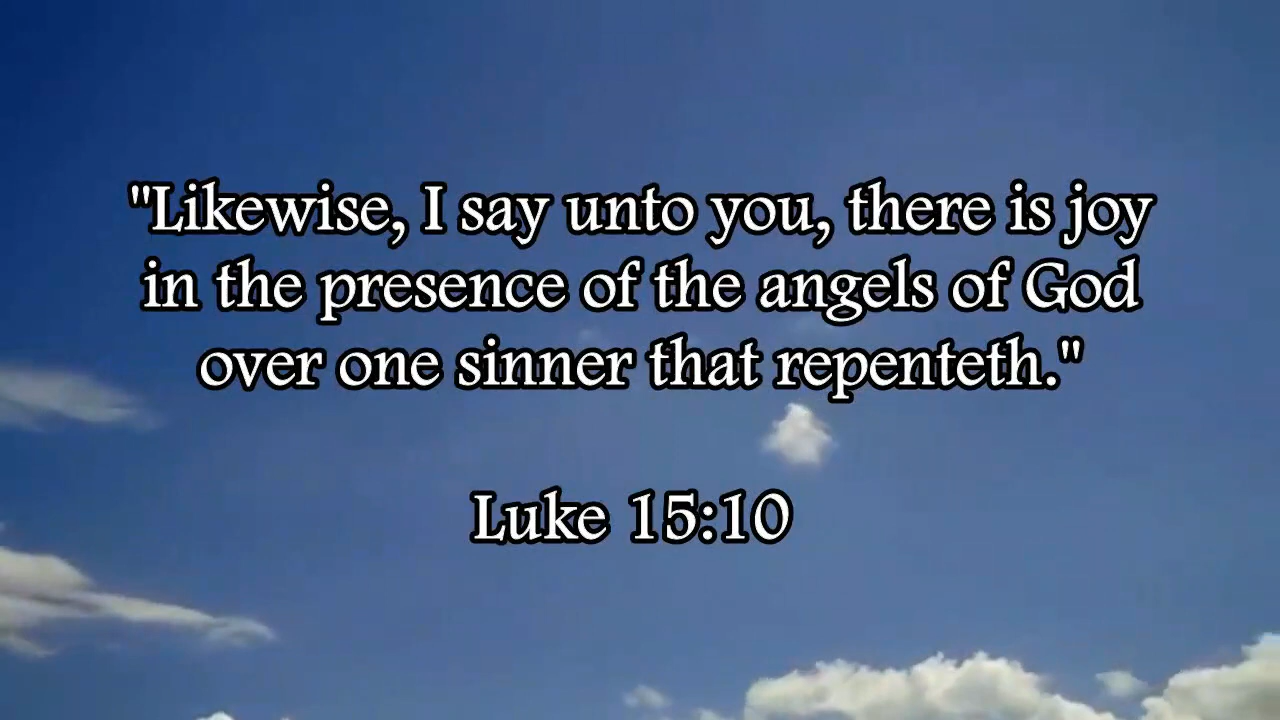 "Likewise, I say unto you, there is joy
in the presence of the angels of God
over one sinner that repenteth."
Luke 15:10